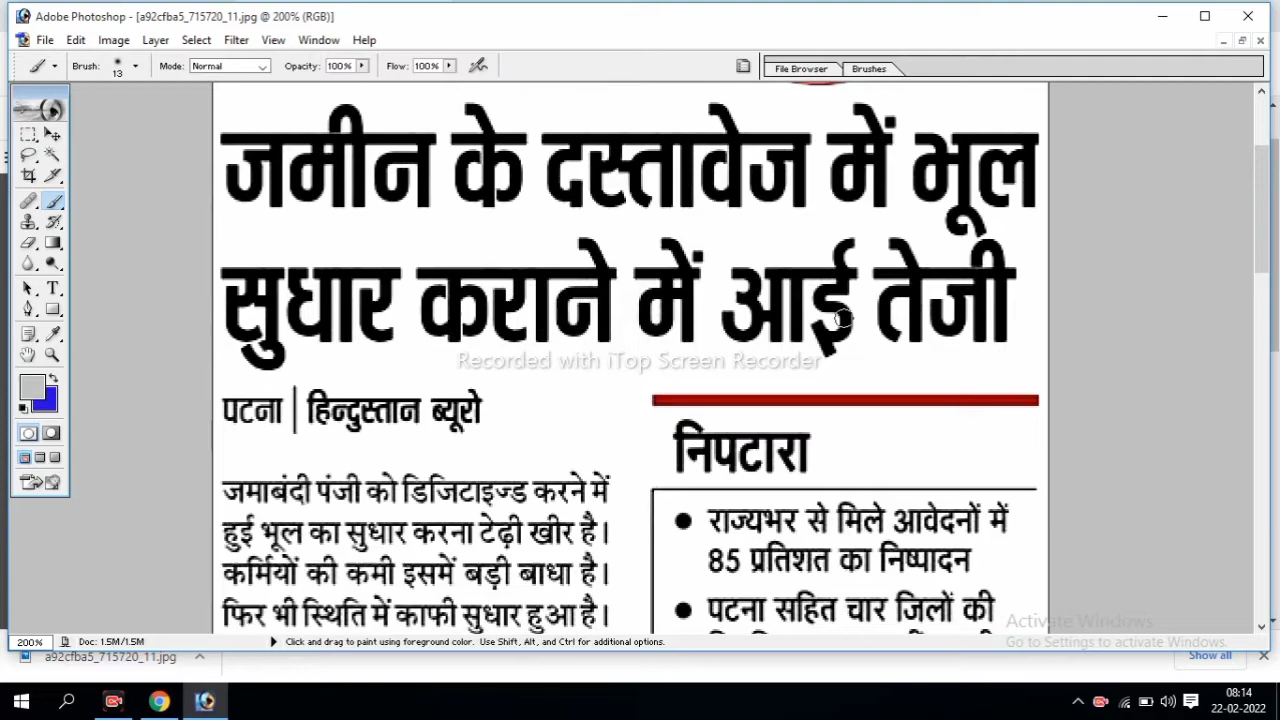 Adobe Photoshop - [a92cfba5_715720_11.jpg @ 200% (RGB)]
File Edit Image Layer Select Filter View Window Help
Brush: 13 Mode: Normal Opacity: 100% Flow: 100% File Browser Brushes
जमीन के दस्तावेज में भूल
सुधार कराने में आई तेजी
Recorded with iTop Screen Recorder
पटना | हिन्दुस्तान ब्यूरो
जमाबंदी पंजी को डिजिटाइज्ड करने में
हुई भूल का सुधार करना टेढ़ी खीर है।
कर्मियों की कमी इसमें बड़ी बाधा है।
फिर भी स्थिति में काफी सुधार हुआ है।
निपटारा
● राज्यभर से मिले आवेदनों में
85 प्रतिशत का निष्पादन
● पटना सहित चार जिलों की
Activate Windows
Go to Settings to activate Windows.
200% Doc: 1.5M/1.5M Click and drag to paint using foreground color. Use Shift, Alt, and Ctrl for additional options.
a92cfba5_715720_11.jpg Show all
08:14
22-02-2022